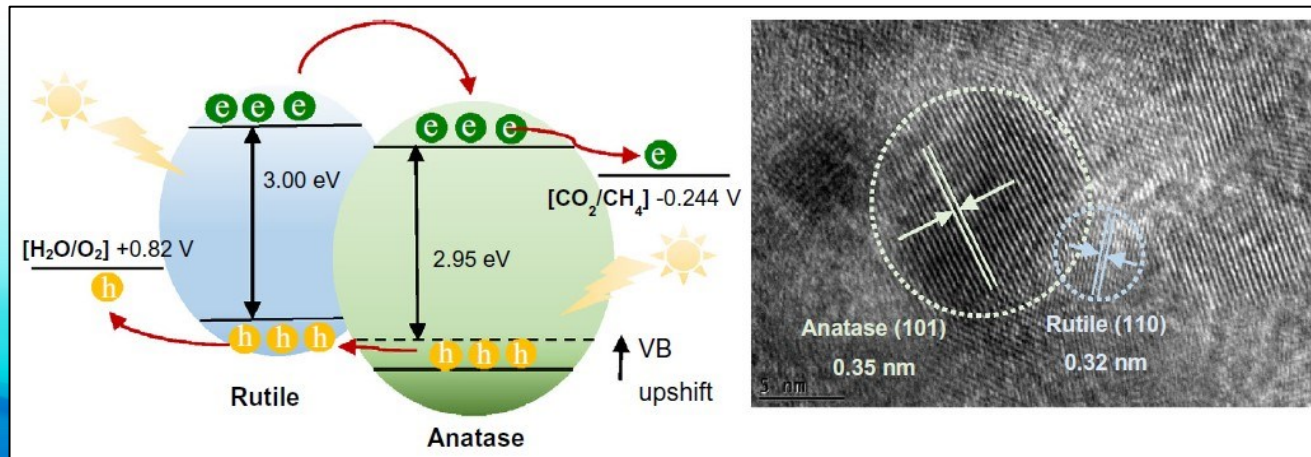 e e e
e e e
e
3.00 eV
[CO₂/CH₄] -0.244 V
[H₂O/O₂] +0.82 V
2.95 eV
h
h h h
h h h
VB
upshift
Rutile
Anatase
Anatase (101)
0.35 nm
Rutile (110)
0.32 nm
5 nm